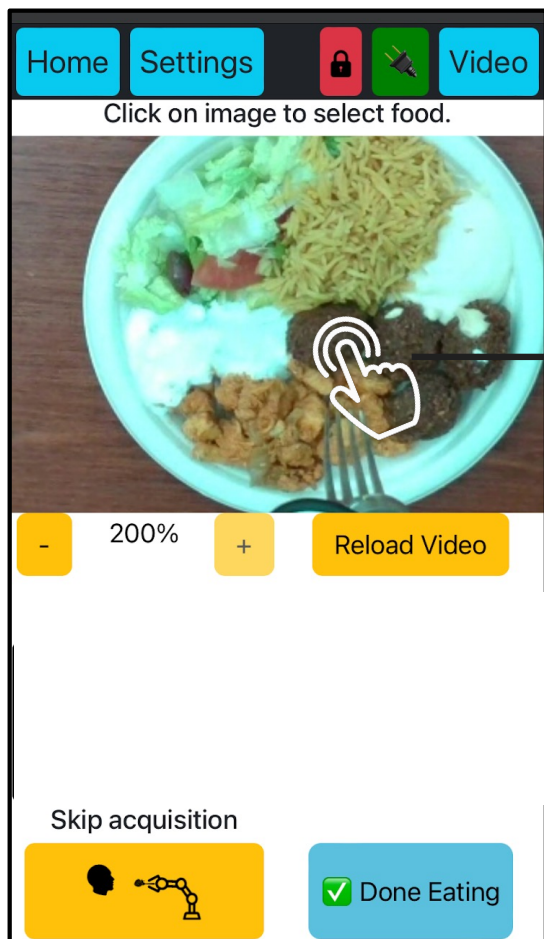 Home Settings Video
Click on image to select food.
- 200% + Reload Video
Skip acquisition
✅ Done Eating